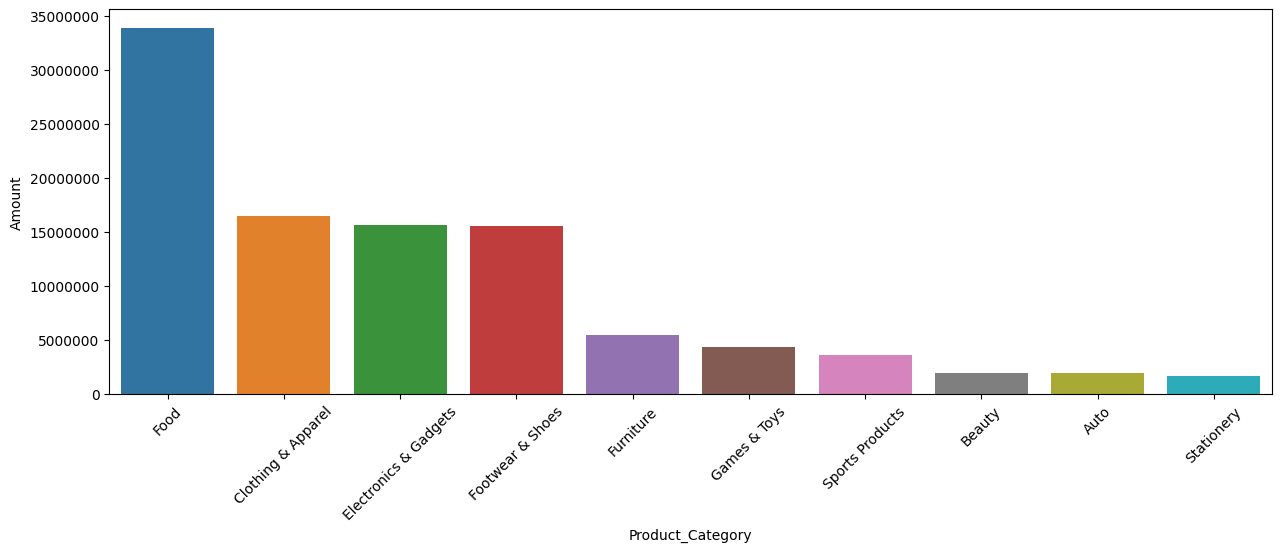 35000000
30000000
25000000
20000000
15000000
10000000
5000000
0
Amount
Food
Clothing & Apparel
Electronics & Gadgets
Footwear & Shoes
Furniture
Games & Toys
Sports Products
Beauty
Auto
Stationery
Product_Category